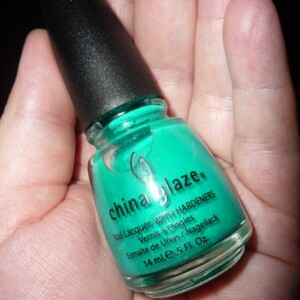 china glaze®
Nail Lacquer WITH HARDENERS
Vernis à Ongles
Esmalte de Uñas / Nagellack
14 mL e .5 Fl. Oz.